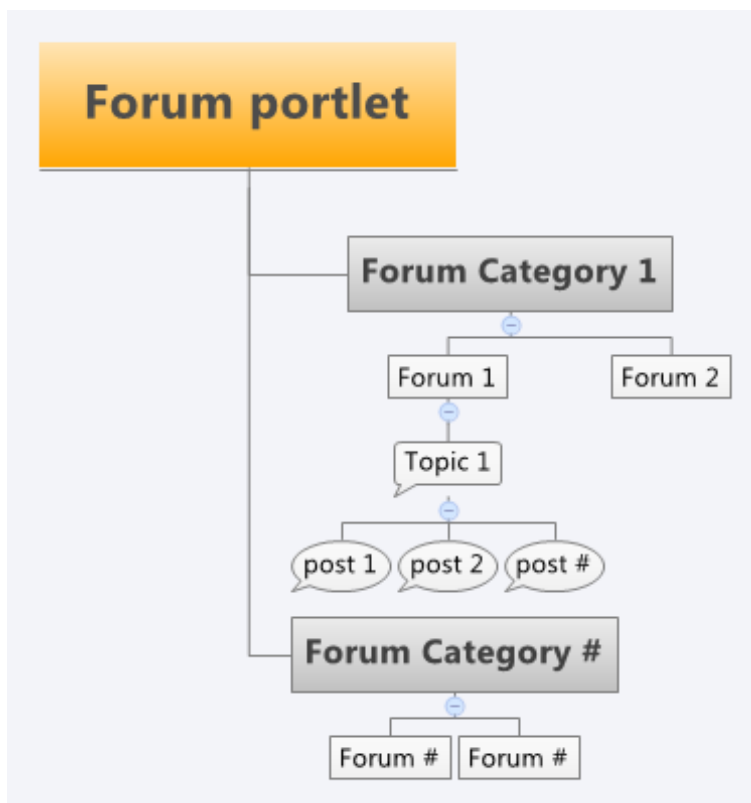 Forum portlet
Forum Category 1
Forum 1
Forum 2
Topic 1
post 1
post 2
post #
Forum Category #
Forum #
Forum #